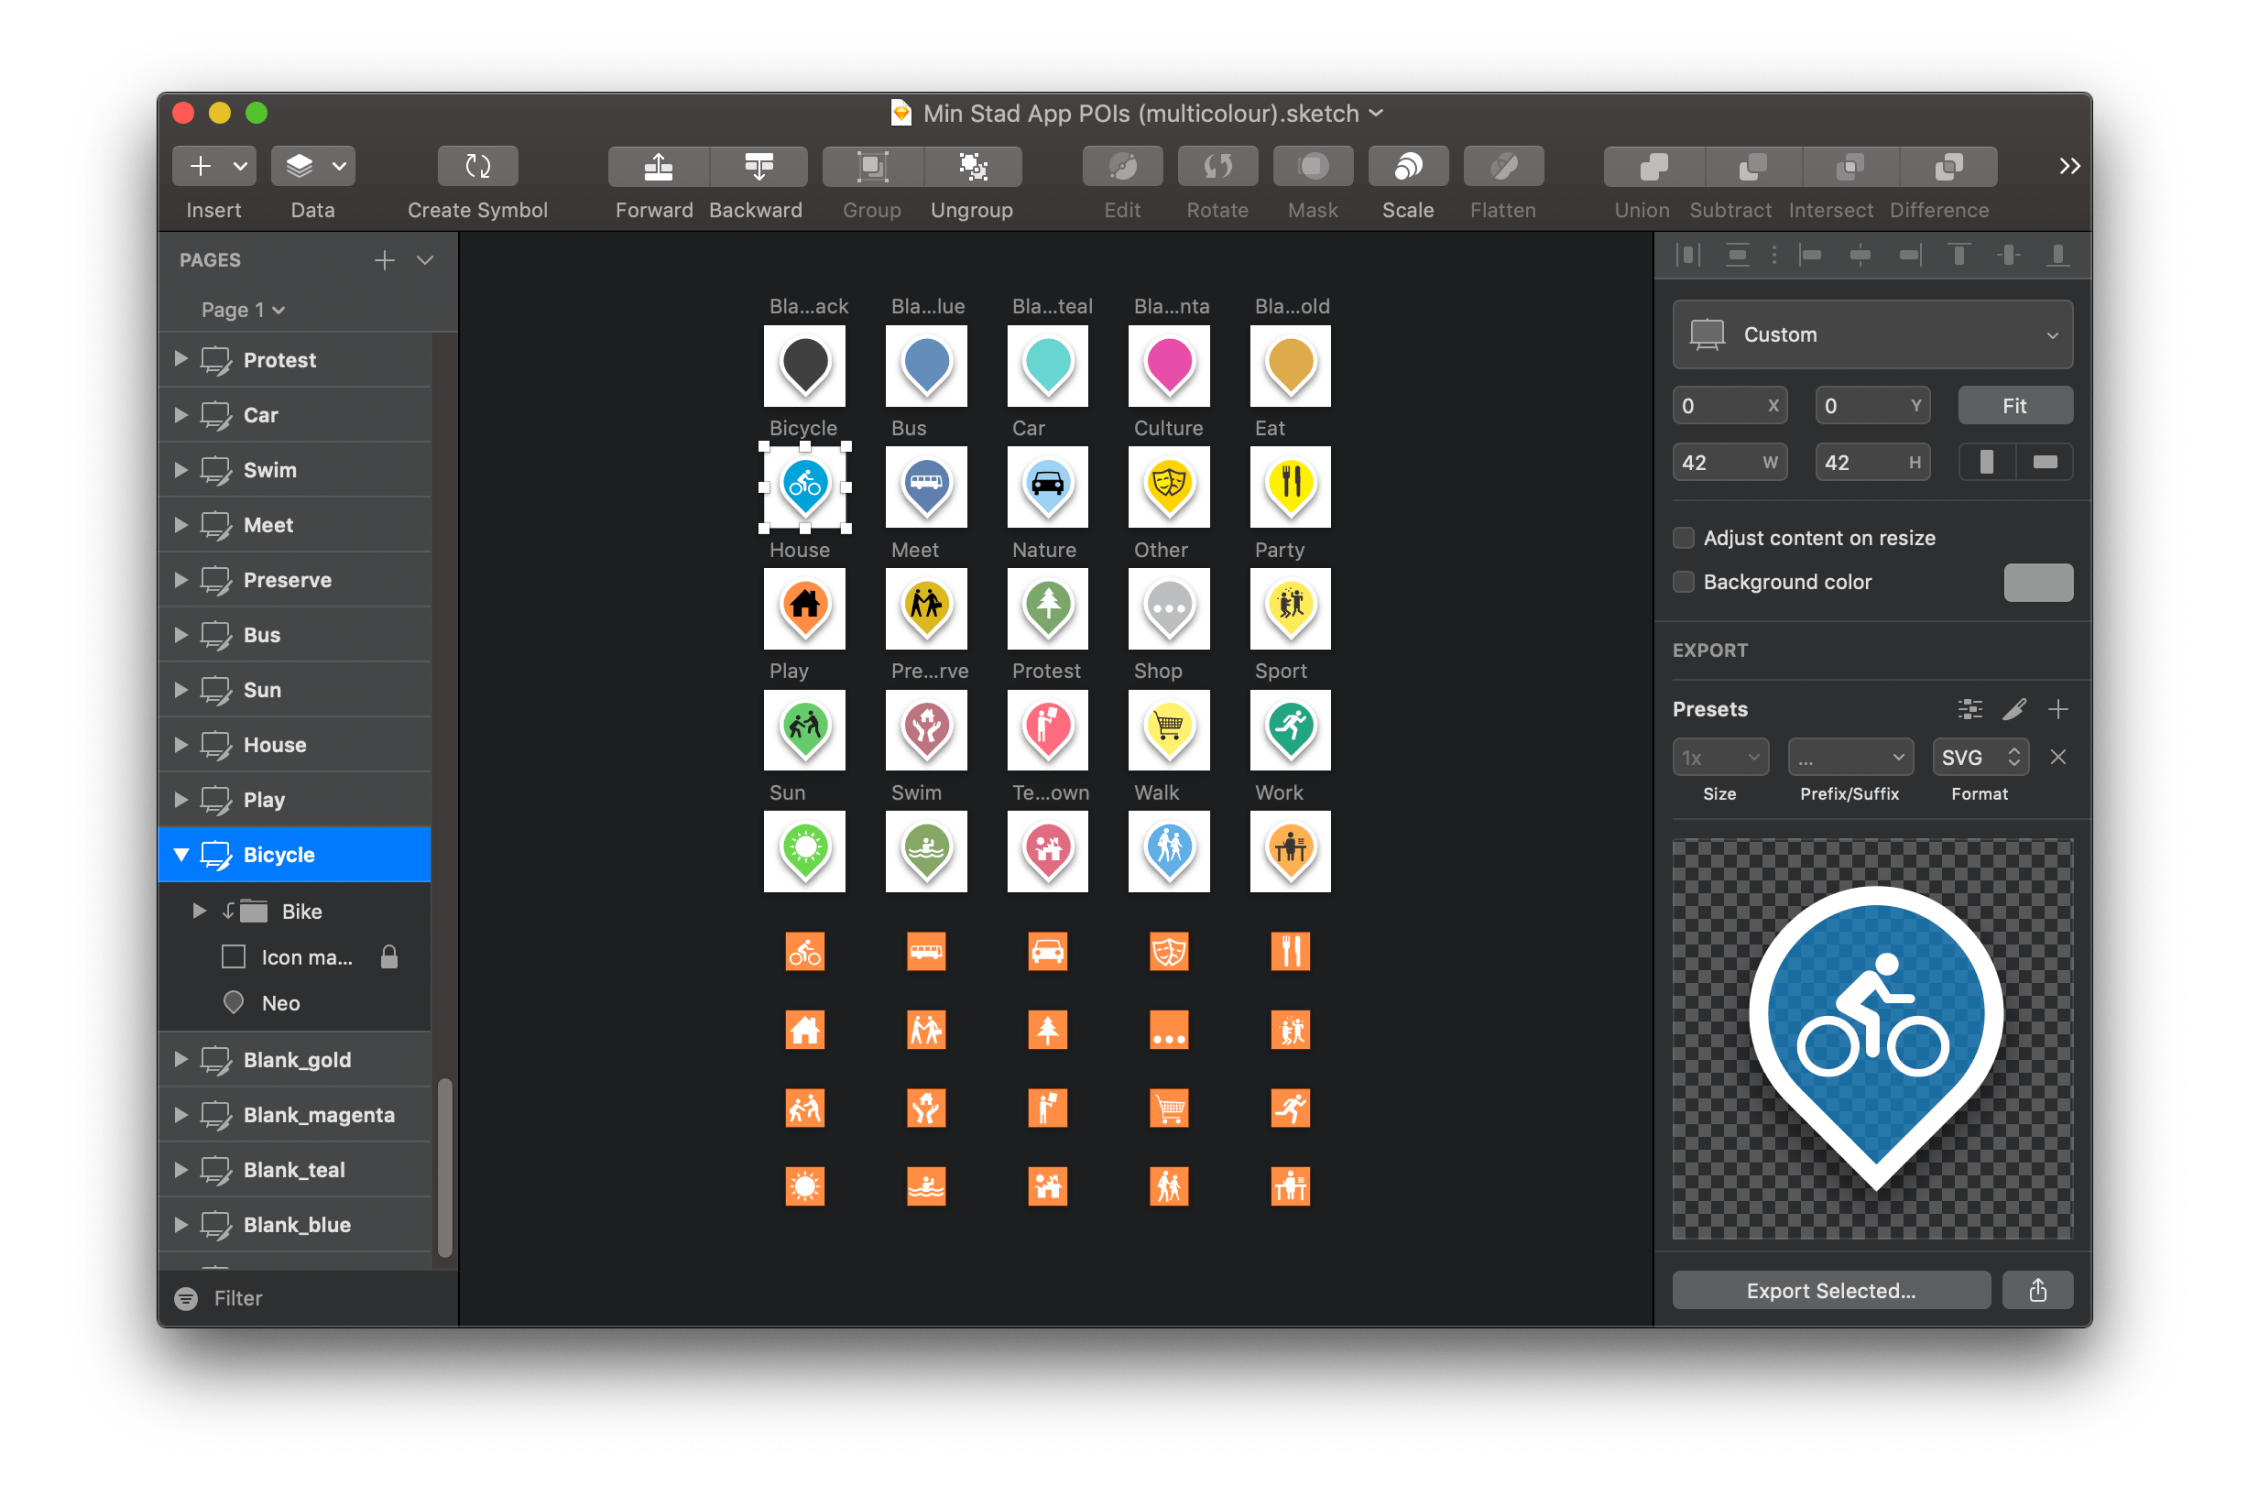 Min Stad App POIs (multicolour).sketch
Insert Data Create Symbol Forward Backward Group Ungroup Edit Rotate Mask Scale Flatten Union Subtract Intersect Difference
PAGES
Page 1
Protest
Car
Swim
Meet
Preserve
Bus
Sun
House
Play
Bicycle
Bike
Icon ma...
Neo
Blank_gold
Blank_magenta
Blank_teal
Blank_blue
Filter
Bla...ack Bla...lue Bla...teal Bla...nta Bla...old
Bicycle Bus Car Culture Eat
House Meet Nature Other Party
Play Pre...rve Protest Shop Sport
Sun Swim Te...own Walk Work
Custom
0 X 0 Y Fit
42 W 42 H
Adjust content on resize
Background color
EXPORT
Presets
1x ... SVG
Size Prefix/Suffix Format
Export Selected...